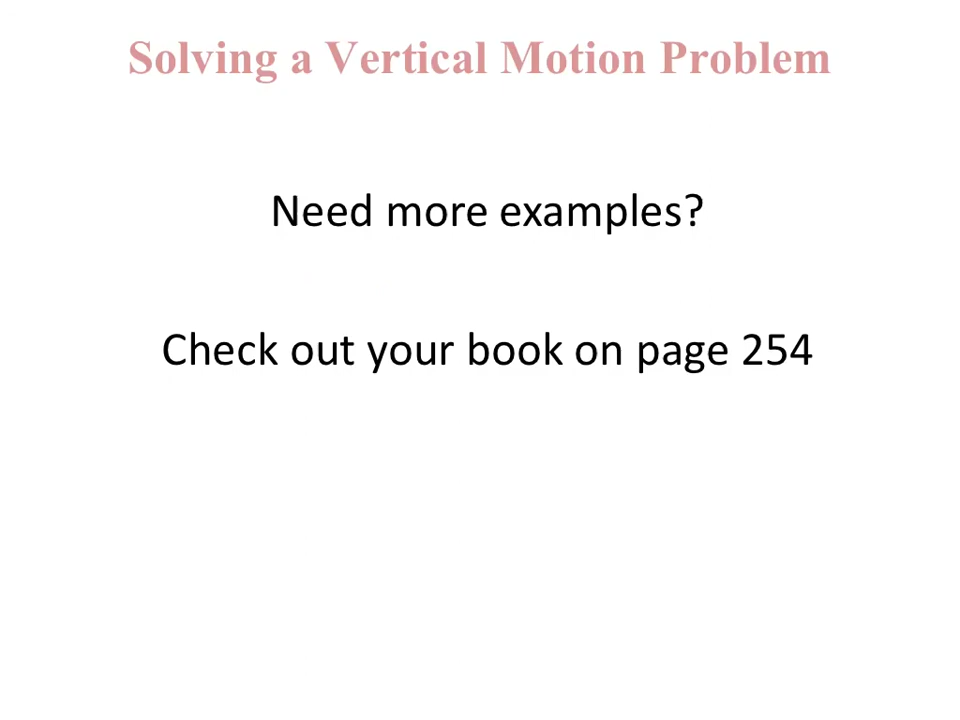 Solving a Vertical Motion Problem
Need more examples?
Check out your book on page 254